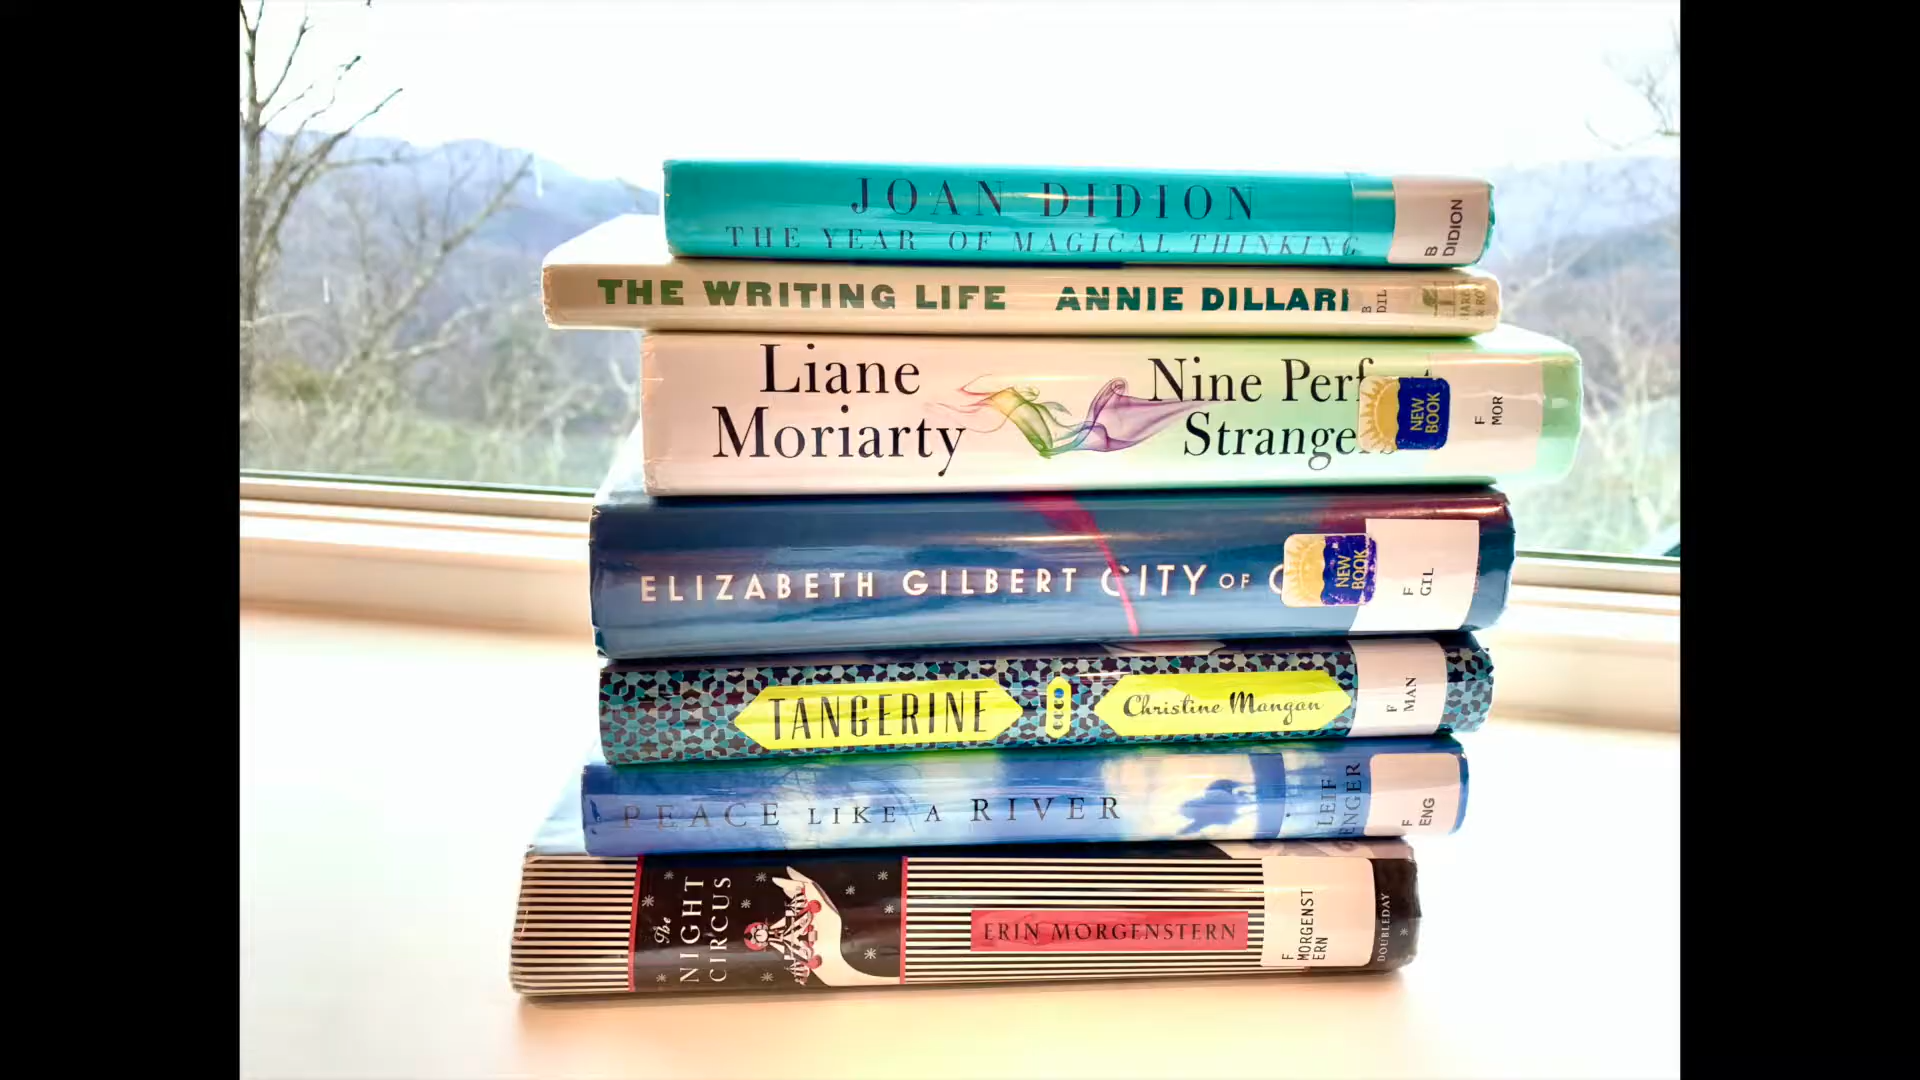 JOAN DIDION
THE YEAR OF MAGICAL THINKING
B
DIDION
THE WRITING LIFE ANNIE DILLARD
B
DIL
Liane
Moriarty
Nine Perfect
Strangers
NEW
BOOK
F
MOR
ELIZABETH GILBERT CITY OF
NEW
BOOK
F
GIL
TANGERINE
Christine Mangan
F
MAN
PEACE LIKE A RIVER
LEIF
ENGER
F
ENG
The
NIGHT
CIRCUS
ERIN MORGENSTERN
F
MORGENST
ERN
DOUBLEDAY